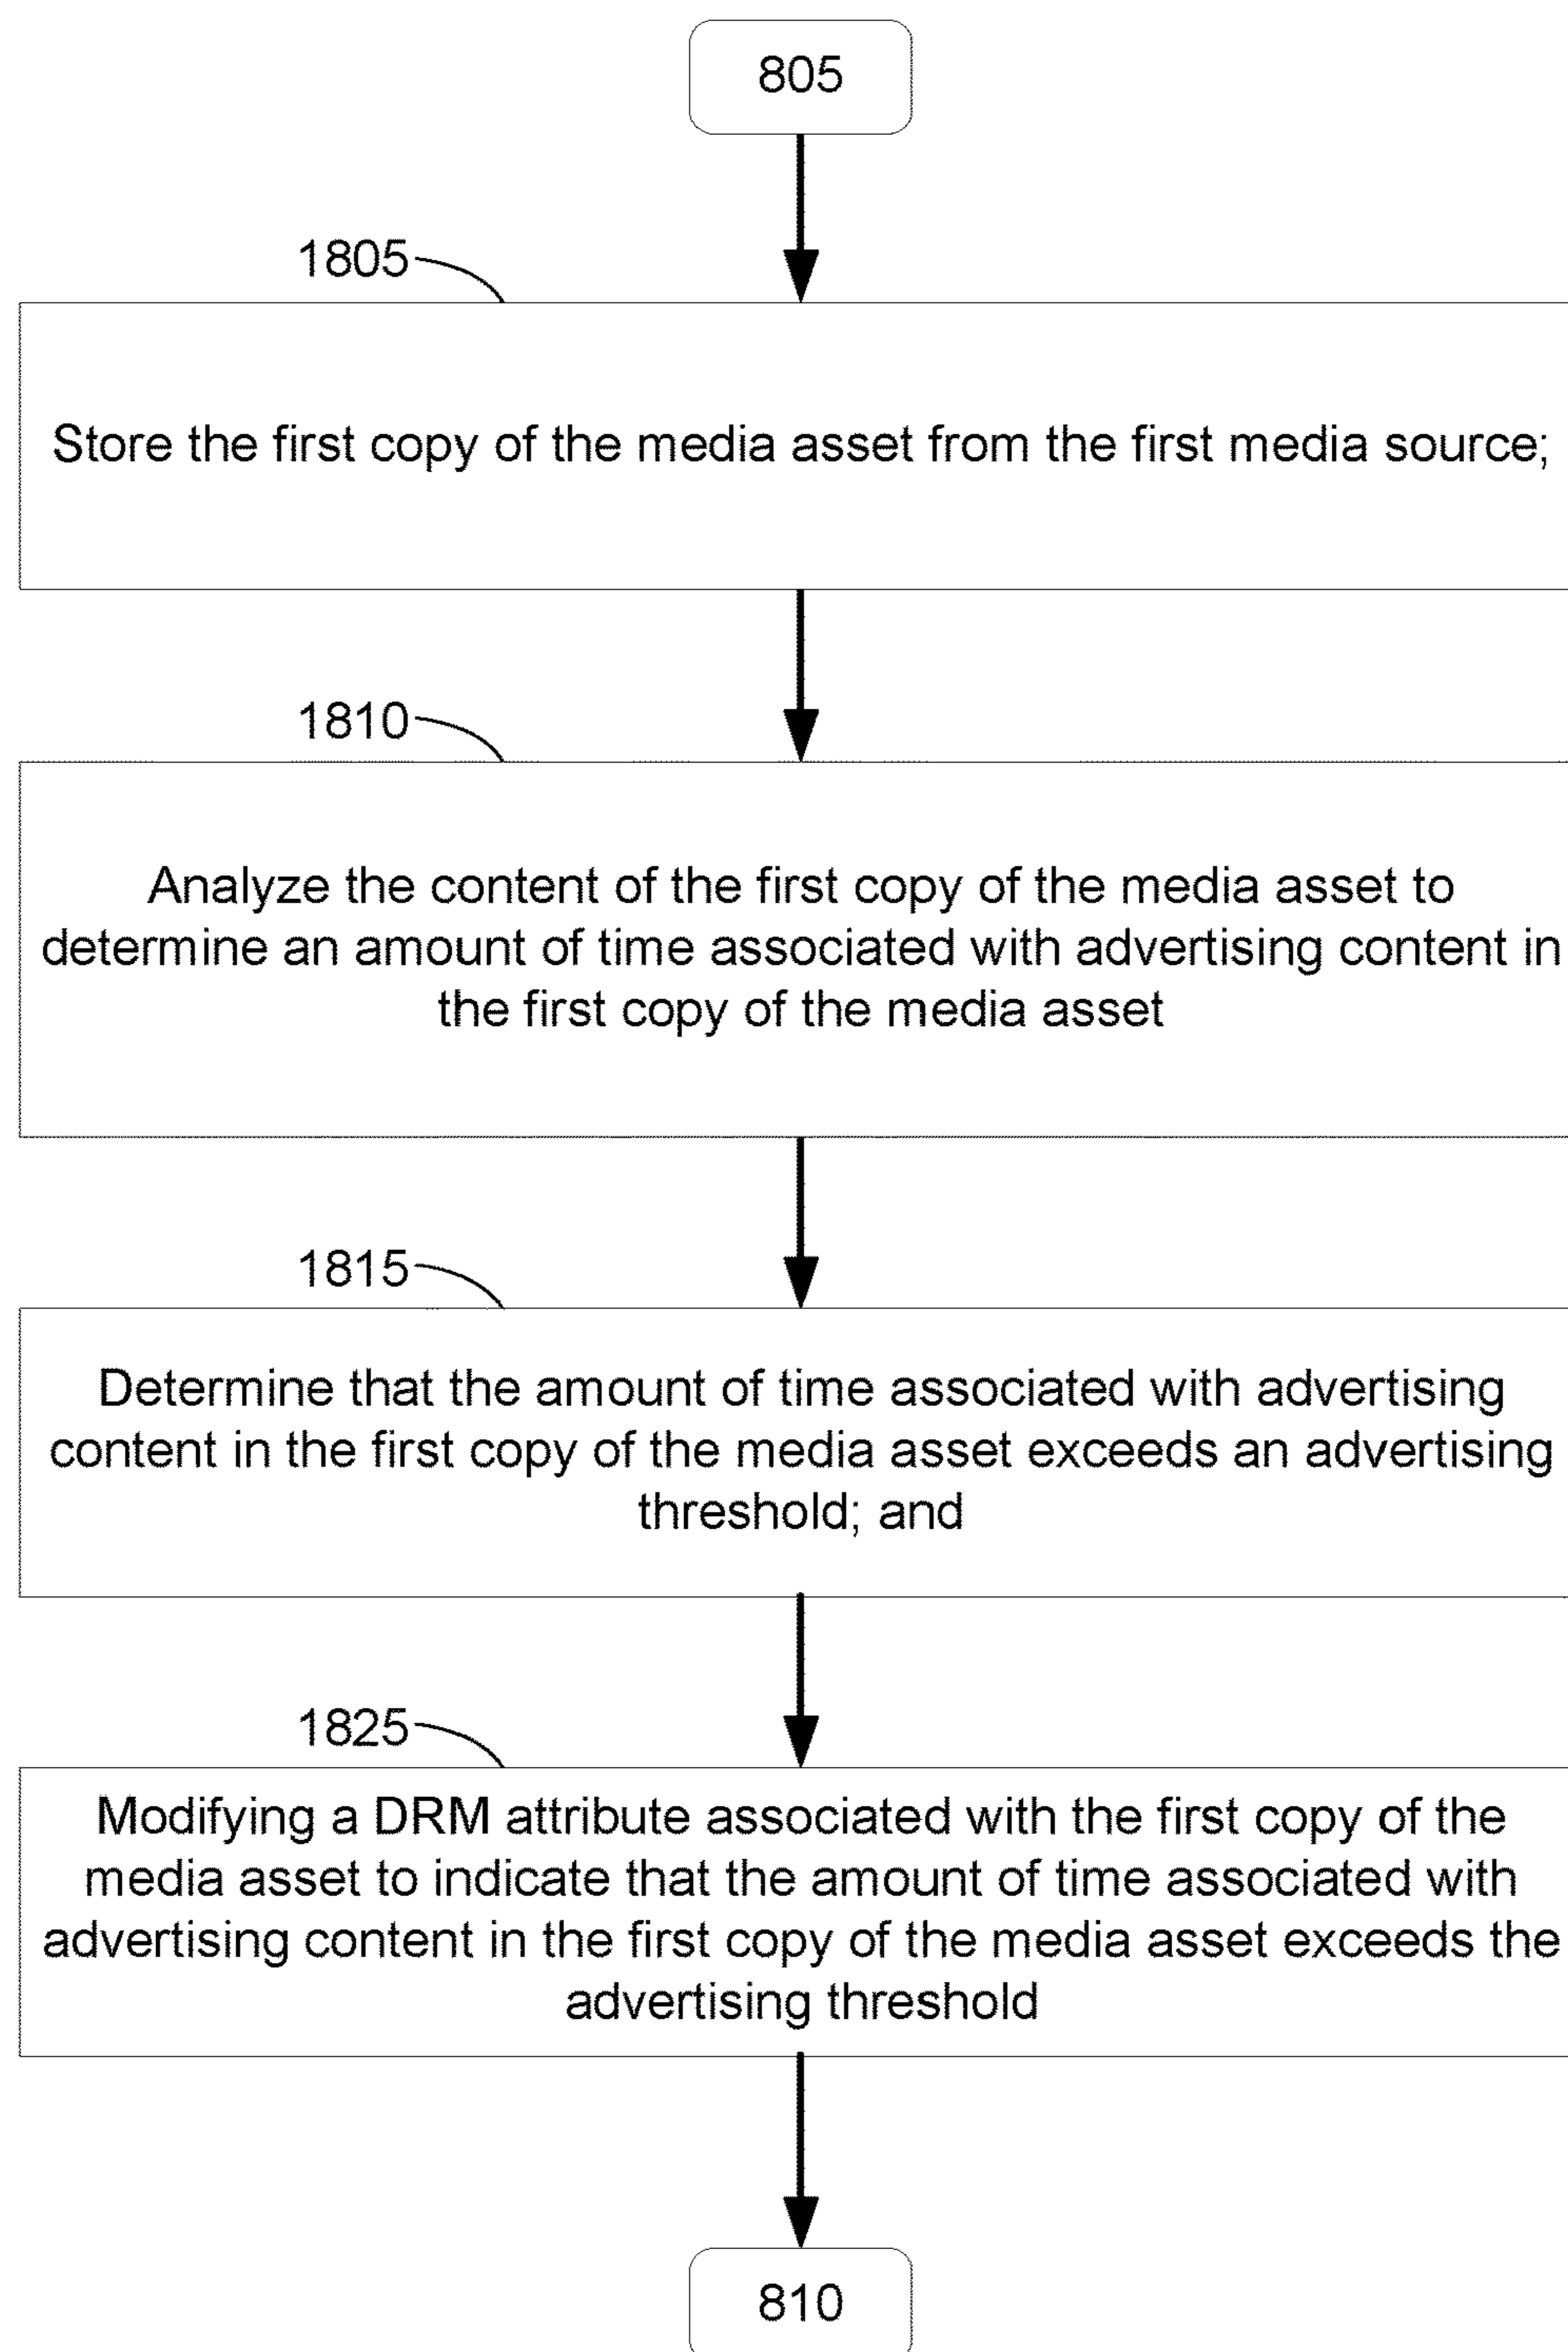 805
1805
Store the first copy of the media asset from the first media source;
1810
Analyze the content of the first copy of the media asset to
determine an amount of time associated with advertising content in
the first copy of the media asset
1815
Determine that the amount of time associated with advertising
content in the first copy of the media asset exceeds an advertising
threshold; and
1825
Modifying a DRM attribute associated with the first copy of the
media asset to indicate that the amount of time associated with
advertising content in the first copy of the media asset exceeds the
advertising threshold
810